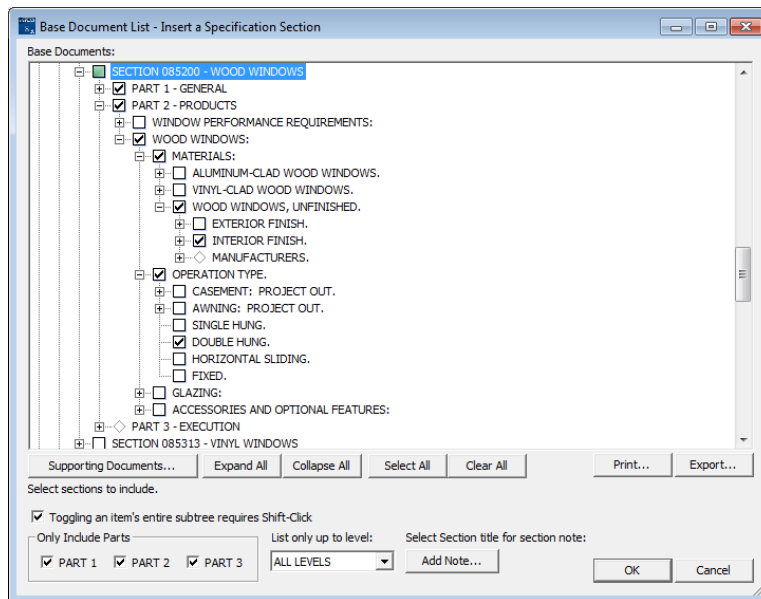 Base Document List - Insert a Specification Section
Base Documents:
SECTION 085200 - WOOD WINDOWS
PART 1 - GENERAL
PART 2 - PRODUCTS
WINDOW PERFORMANCE REQUIREMENTS:
WOOD WINDOWS:
MATERIALS:
ALUMINUM-CLAD WOOD WINDOWS.
VINYL-CLAD WOOD WINDOWS.
WOOD WINDOWS, UNFINISHED.
EXTERIOR FINISH.
INTERIOR FINISH.
MANUFACTURERS.
OPERATION TYPE.
CASEMENT: PROJECT OUT.
AWNING: PROJECT OUT.
SINGLE HUNG.
DOUBLE HUNG.
HORIZONTAL SLIDING.
FIXED.
GLAZING:
ACCESSORIES AND OPTIONAL FEATURES:
PART 3 - EXECUTION
SECTION 085313 - VINYL WINDOWS
Supporting Documents... Expand All Collapse All Select All Clear All Print... Export...
Select sections to include.
Toggling an item's entire subtree requires Shift-Click
Only Include Parts List only up to level: Select Section title for section note:
PART 1 PART 2 PART 3 ALL LEVELS Add Note... OK Cancel